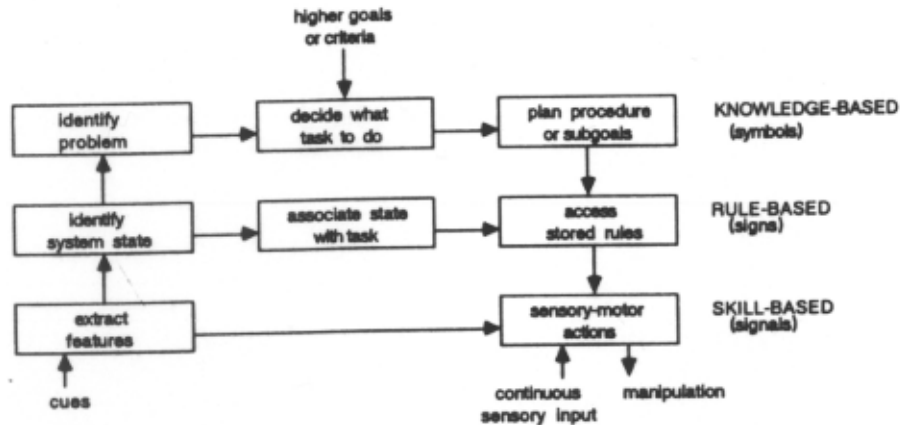 higher goals
or criteria
identify
problem
decide what
task to do
plan procedure
or subgoals
KNOWLEDGE-BASED
(symbols)
identify
system state
associate state
with task
access
stored rules
RULE-BASED
(signs)
extract
features
sensory-motor
actions
SKILL-BASED
(signals)
cues
continuous
sensory input
manipulation